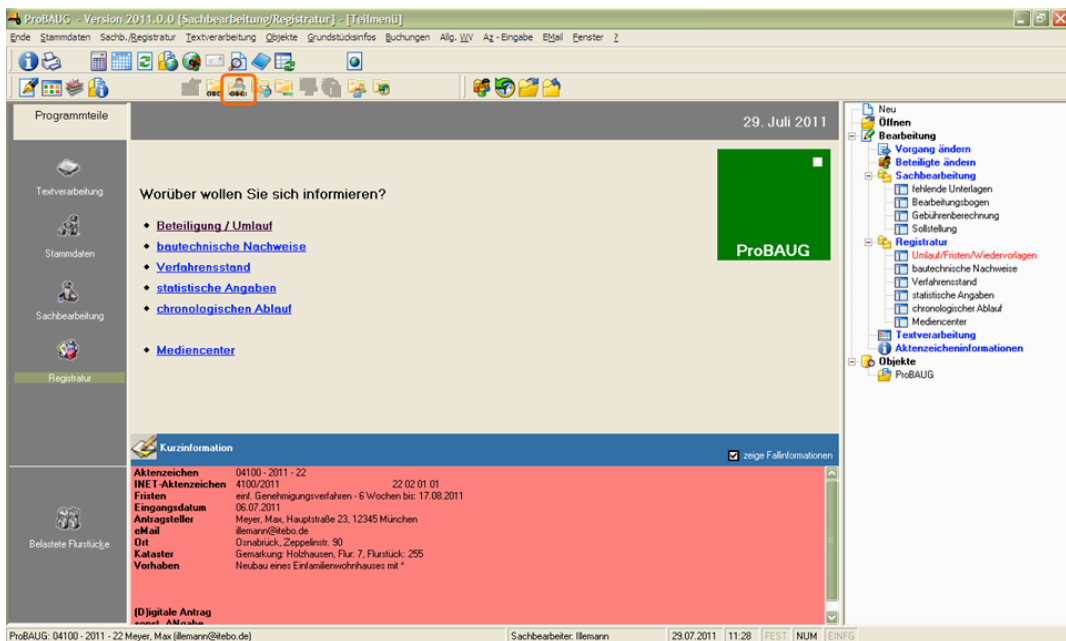 ProBAUG - Version 2011.0.0 [Sachbearbeitung/Registratur] - [Teilmenü]
Ende Stammdaten Sachb./Registratur Textverarbeitung Objekte Grundstücksinfos Buchungen Allg. WV Az-Eingabe EMail Fenster ?
Programmteile
29. Juli 2011
Textverarbeitung
Stammdaten
Sachbearbeitung
Registratur
Belastete Flurstücke
Worüber wollen Sie sich informieren?
Beteiligung / Umlauf
bautechnische Nachweise
Verfahrensstand
statistische Angaben
chronologischen Ablauf
Mediencenter
ProBAUG
Kurzinformation
zeige Fallinformationen
Aktenzeichen 04100 - 2011 - 22
INET-Aktenzeichen 4100/2011 22 02 01 01
Fristen einf. Genehmigungsverfahren - 6 Wochen bis: 17.08.2011
Eingangsdatum 06.07.2011
Antragsteller Meyer, Max, Hauptstraße 23, 12345 München
eMail illemann@itebo.de
Ort Osnabrück, Zeppelinstr. 90
Kataster Gemarkung: Holzhausen, Flur: 7, Flurstück: 255
Vorhaben Neubau eines Einfamilienwohnhauses mit *
(D)igitale Antrag
sonst. ANgabe
Neu
Öffnen
Bearbeitung
Vorgang ändern
Beteiligte ändern
Sachbearbeitung
fehlende Unterlagen
Bearbeitungsbogen
Gebührenberechnung
Sollstellung
Registratur
Umlauf/Fristen/Wiedervorlagen
bautechnische Nachweise
Verfahrensstand
statistische Angaben
chronologischer Ablauf
Mediencenter
Textverarbeitung
Aktenzeicheninformationen
Objekte
ProBAUG
ProBAUG: 04100 - 2011 - 22 Meyer, Max (illemann@itebo.de) Sachbearbeiter: Illemann 29.07.2011 11:28 FEST NUM EINFG